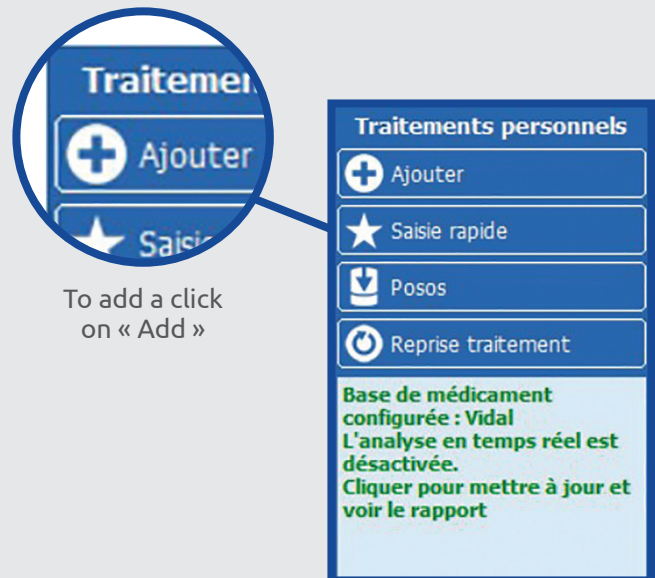 Traitemen
Ajouter
Saisie
To add a click
on « Add »
Traitements personnels
Ajouter
Saisie rapide
Posos
Reprise traitement
Base de médicament
configurée : Vidal
L'analyse en temps réel est
désactivée.
Cliquer pour mettre à jour et
voir le rapport